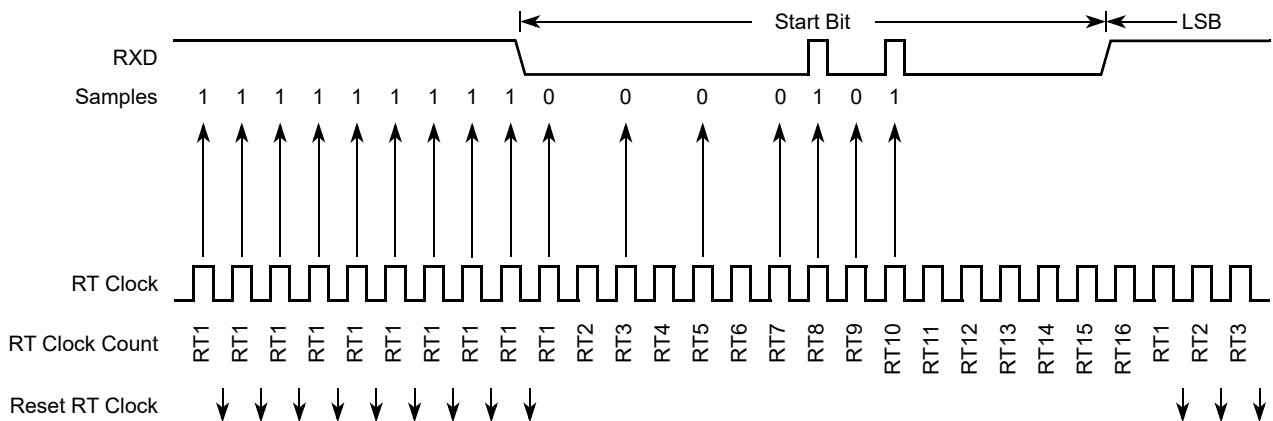 Start Bit LSB
RXD
Samples 1 1 1 1 1 1 1 1 1 0 0 0 0 1 0 1
RT Clock
RT Clock Count RT1 RT1 RT1 RT1 RT1 RT1 RT1 RT1 RT1 RT1 RT2 RT3 RT4 RT5 RT6 RT7 RT8 RT9 RT10 RT11 RT12 RT13 RT14 RT15 RT16 RT1 RT2 RT3
Reset RT Clock